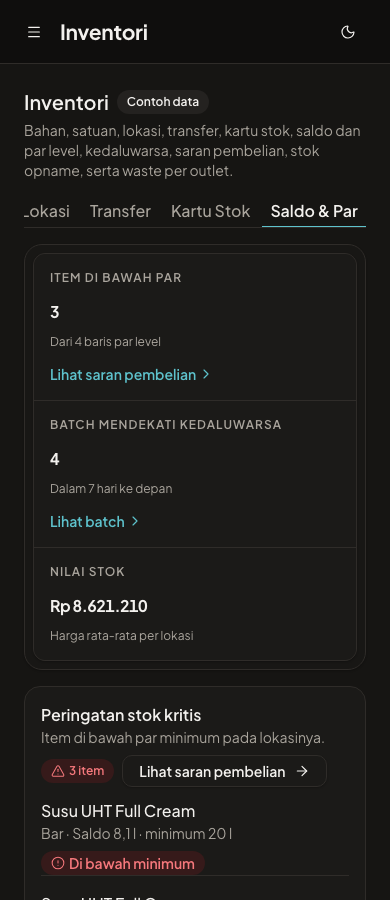 Inventori
Inventori
Contoh data
Bahan, satuan, lokasi, transfer, kartu stok, saldo dan
par level, kedaluwarsa, saran pembelian, stok
opname, serta waste per outlet.
okasi Transfer Kartu Stok Saldo & Par
ITEM DI BAWAH PAR
3
Dari 4 baris par level
Lihat saran pembelian
BATCH MENDEKATI KEDALUWARSA
4
Dalam 7 hari ke depan
Lihat batch
NILAI STOK
Rp 8.621.210
Harga rata-rata per lokasi
Peringatan stok kritis
Item di bawah par minimum pada lokasinya.
3 item
Lihat saran pembelian
Susu UHT Full Cream
Bar · Saldo 8,1 l · minimum 20 l
Di bawah minimum